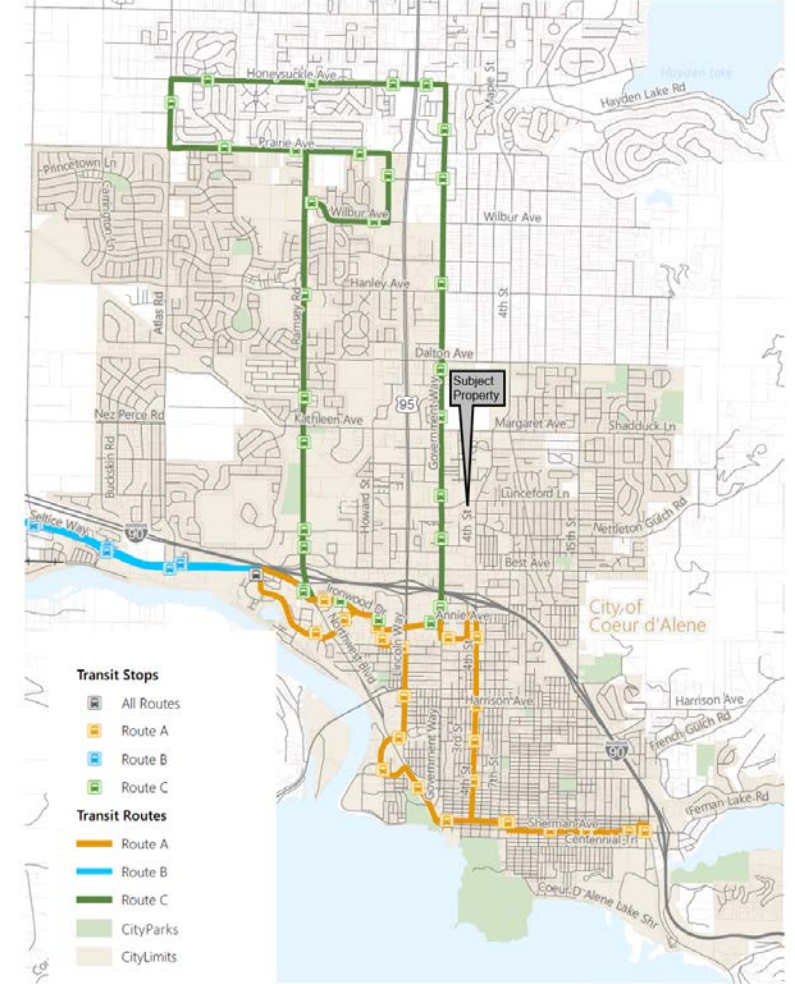 Honeysuckle Ave
Maple St
Hayden Lake
Hayden Lake Rd
Prairie Ave
Princetown Ln
Carrington Ln
Wilbur Ave
Wilbur Ave
Atlas Rd
Ramsey Rd
Hanley Ave
4th St
Dalton Ave
Subject
Property
95
Government Way
Nez Perce Rd
Kathleen Ave
Margaret Ave
Shadduck Ln
Buckskin Rd
Howard St
Lunceford Ln
4th St
15th St
Nettleton Gulch Rd
Seltice Way
90
Best Ave
Ironwood Dr
Annie Ave
City of
Coeur d'Alene
Northwest Blvd
Lincoln Way
4th St
Transit Stops
All Routes
Route A
Route B
Route C
Transit Routes
Route A
Route B
Route C
CityParks
CityLimits
Harrison Ave
Harrison Ave
French Gulch Rd
Government Way
3rd St
4th St
7th St
90
Fernan Lake Rd
Sherman Ave
Centennial Trl
Coeur D'Alene Lake Shr